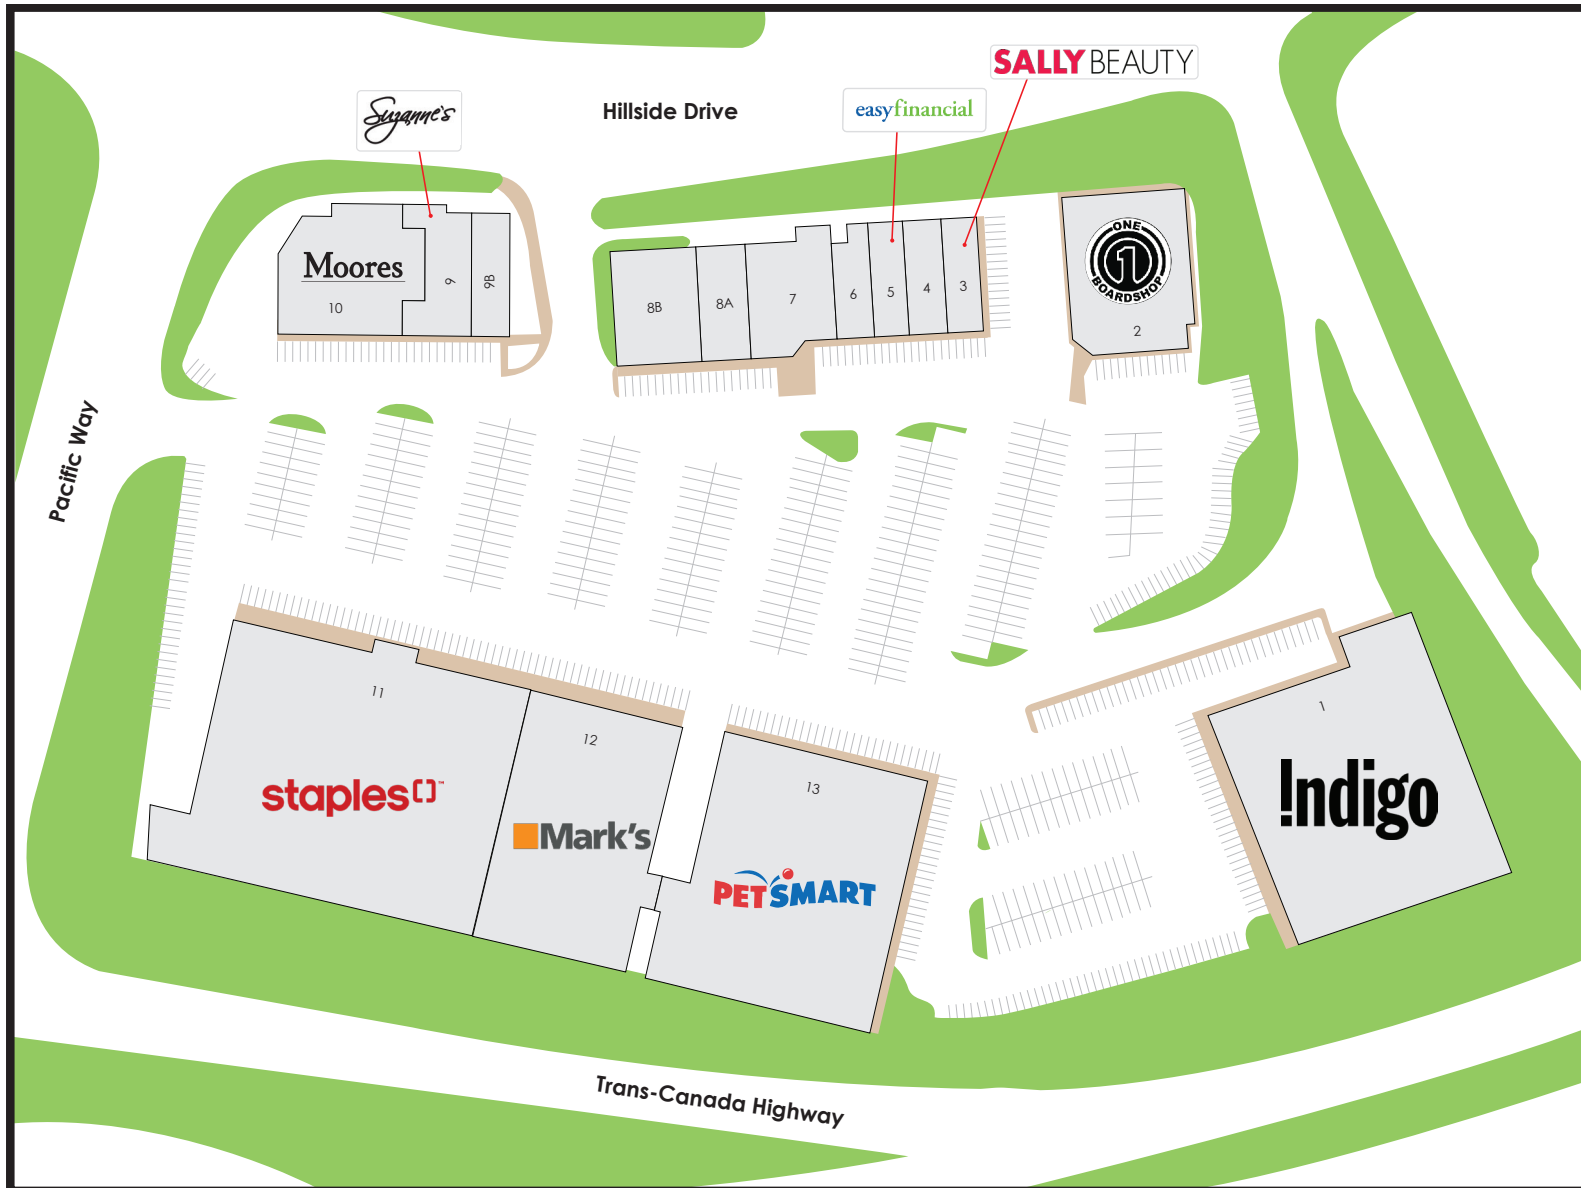 SALLY BEAUTY
Suzanne's
easyfinancial
Hillside Drive
ONE
1
BOARDSHOP
2
Moores
10
9
9B
8B
8A
7
6
5
4
3
Pacific Way
11
staples™
12
Mark's
13
PETSMART
1
Indigo
Trans-Canada Highway